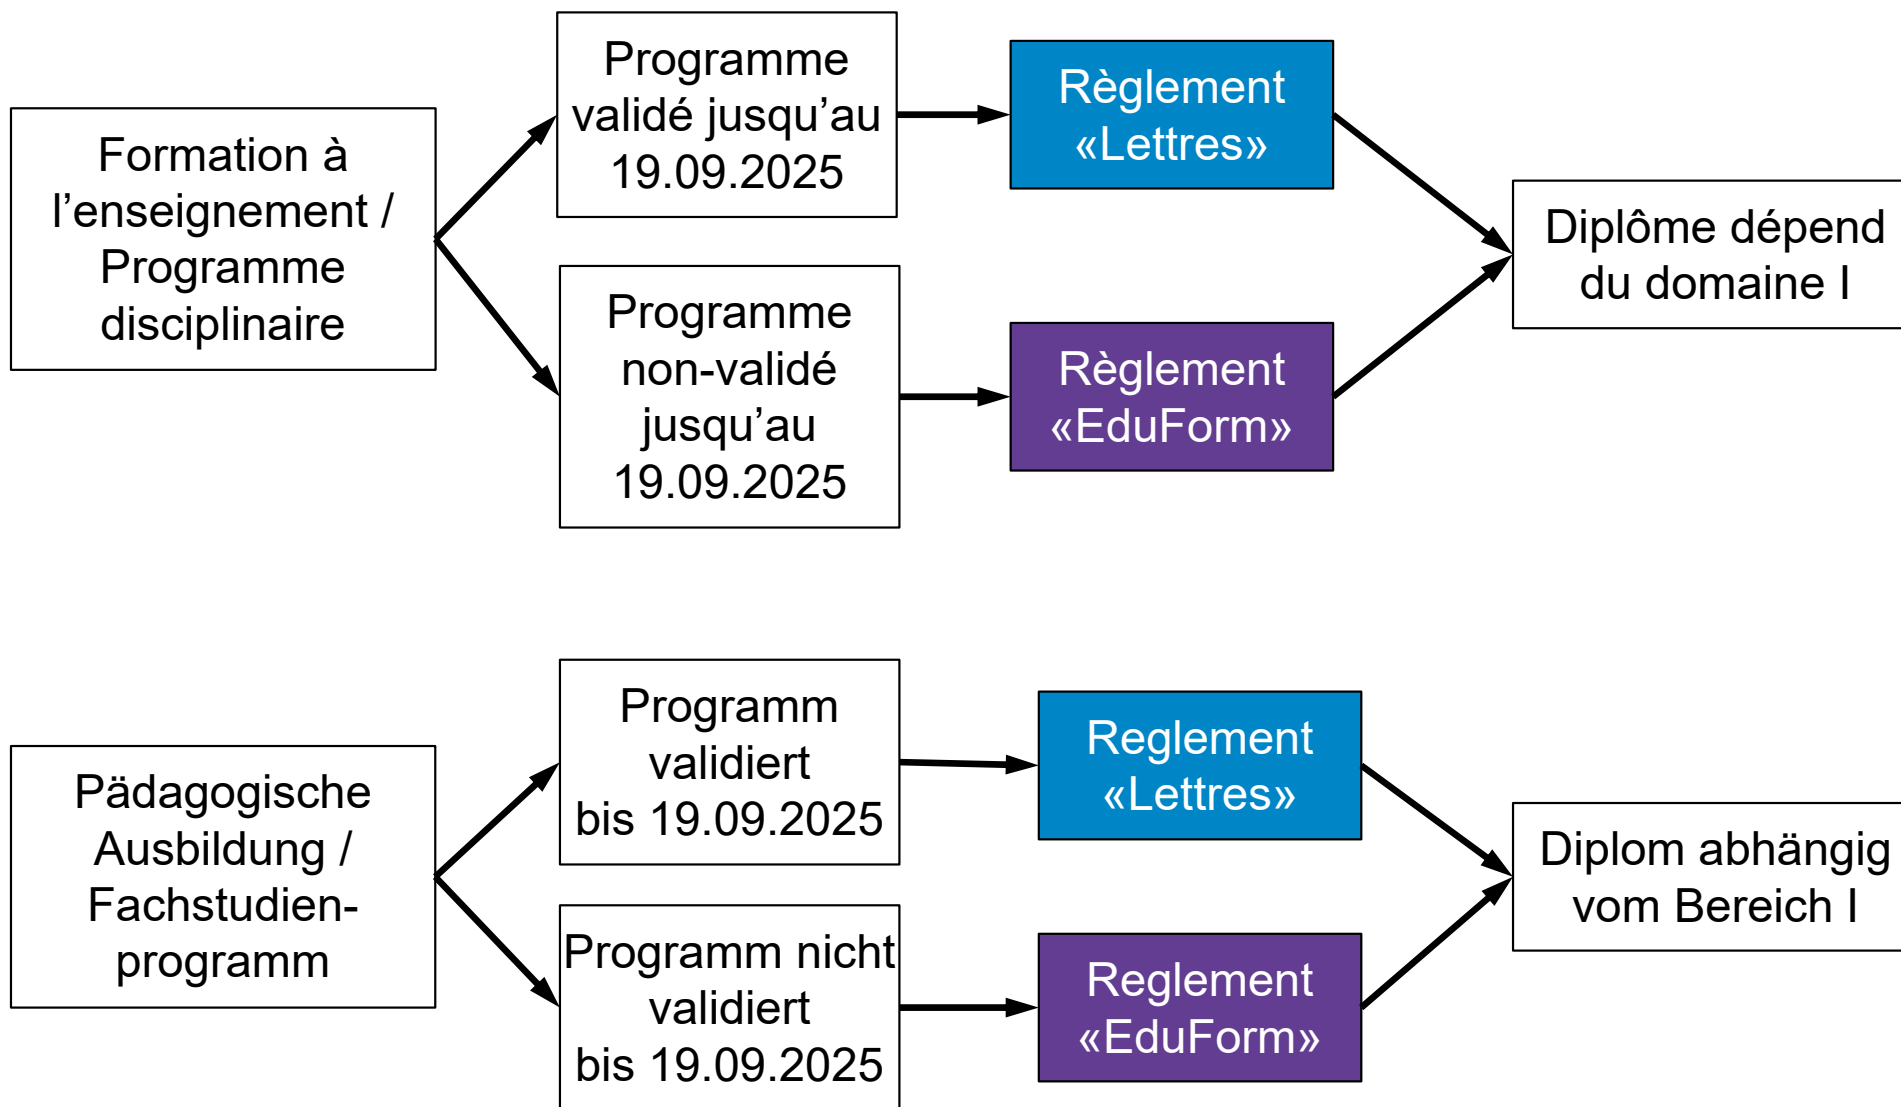 Formation à
l’enseignement /
Programme
disciplinaire
Programme
validé jusqu’au
19.09.2025
Règlement
«Lettres»
Programme
non-validé
jusqu’au
19.09.2025
Règlement
«EduForm»
Diplôme dépend
du domaine I
Pädagogische
Ausbildung /
Fachstudien-
programm
Programm
validiert
bis 19.09.2025
Reglement
«Lettres»
Programm nicht
validiert
bis 19.09.2025
Reglement
«EduForm»
Diplom abhängig
vom Bereich I